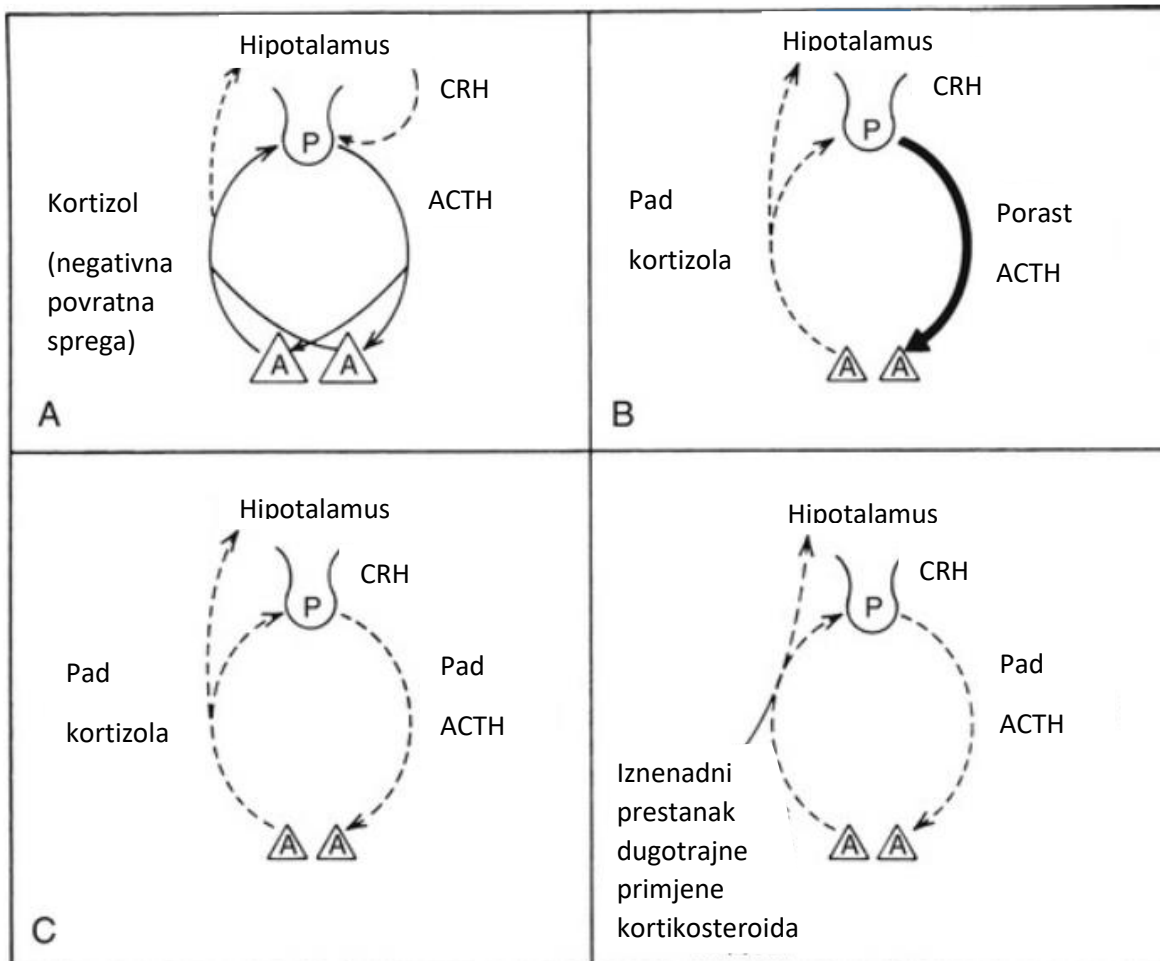 Hipotalamus
CRH
P
ACTH
Kortizol
(negativna
povratna
sprega)
A A
A
Hipotalamus
CRH
P
Pad
kortizola
Porast
ACTH
A A
B
Hipotalamus
CRH
P
Pad
kortizola
Pad
ACTH
A A
C
Hipotalamus
CRH
P
Pad
ACTH
Iznenadni
prestanak
dugotrajne
primjene
kortikosteroida
A A